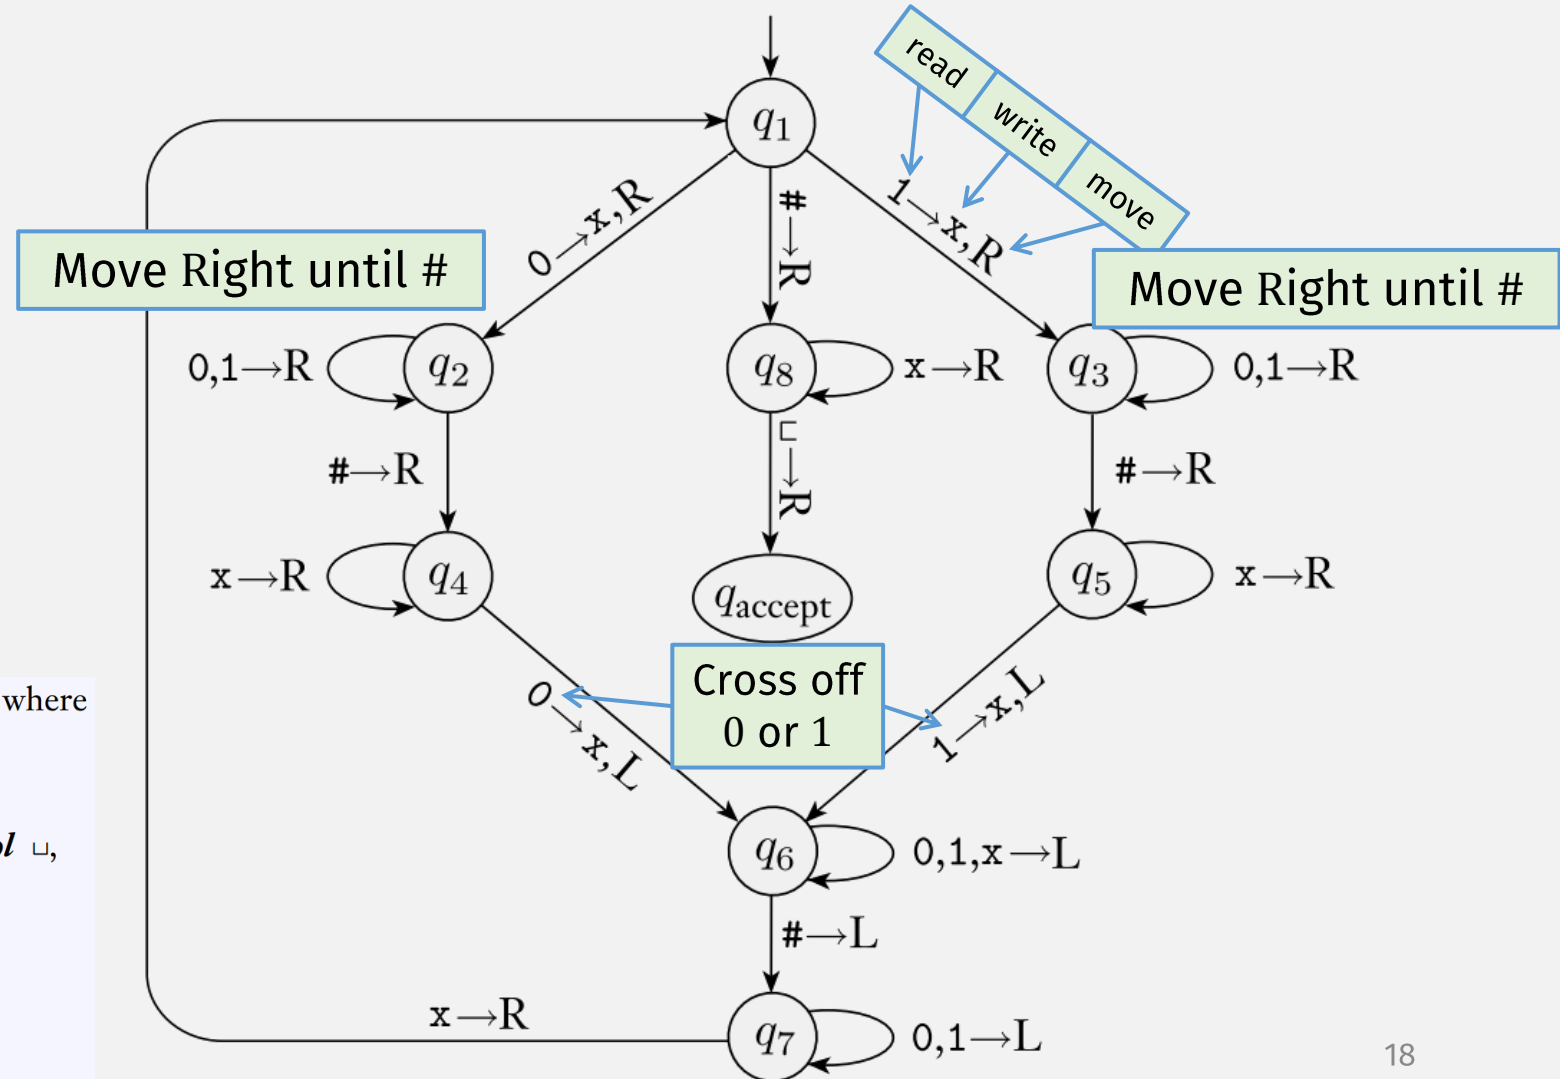 read
write
move
q1
0→x,R
#→R
1→x,R
Move Right until #
Move Right until #
0,1→R
q2
q8
x→R
q3
0,1→R
#→R
␣→R
#→R
x→R
q4
qaccept
q5
x→R
where
Cross off
0 or 1
0→x,L
1→x,L
ol ␣,
q6
0,1,x→L
#→L
x→R
q7
0,1→L
18